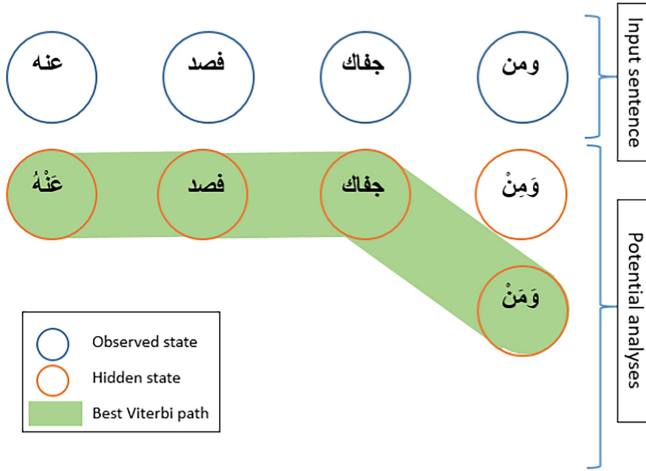 ومن جفاك فصد عنه
Input sentence
وَمِنْ جفاك فصد عَنْهُ
وَمَنْ
Potential analyses
Observed state
Hidden state
Best Viterbi path